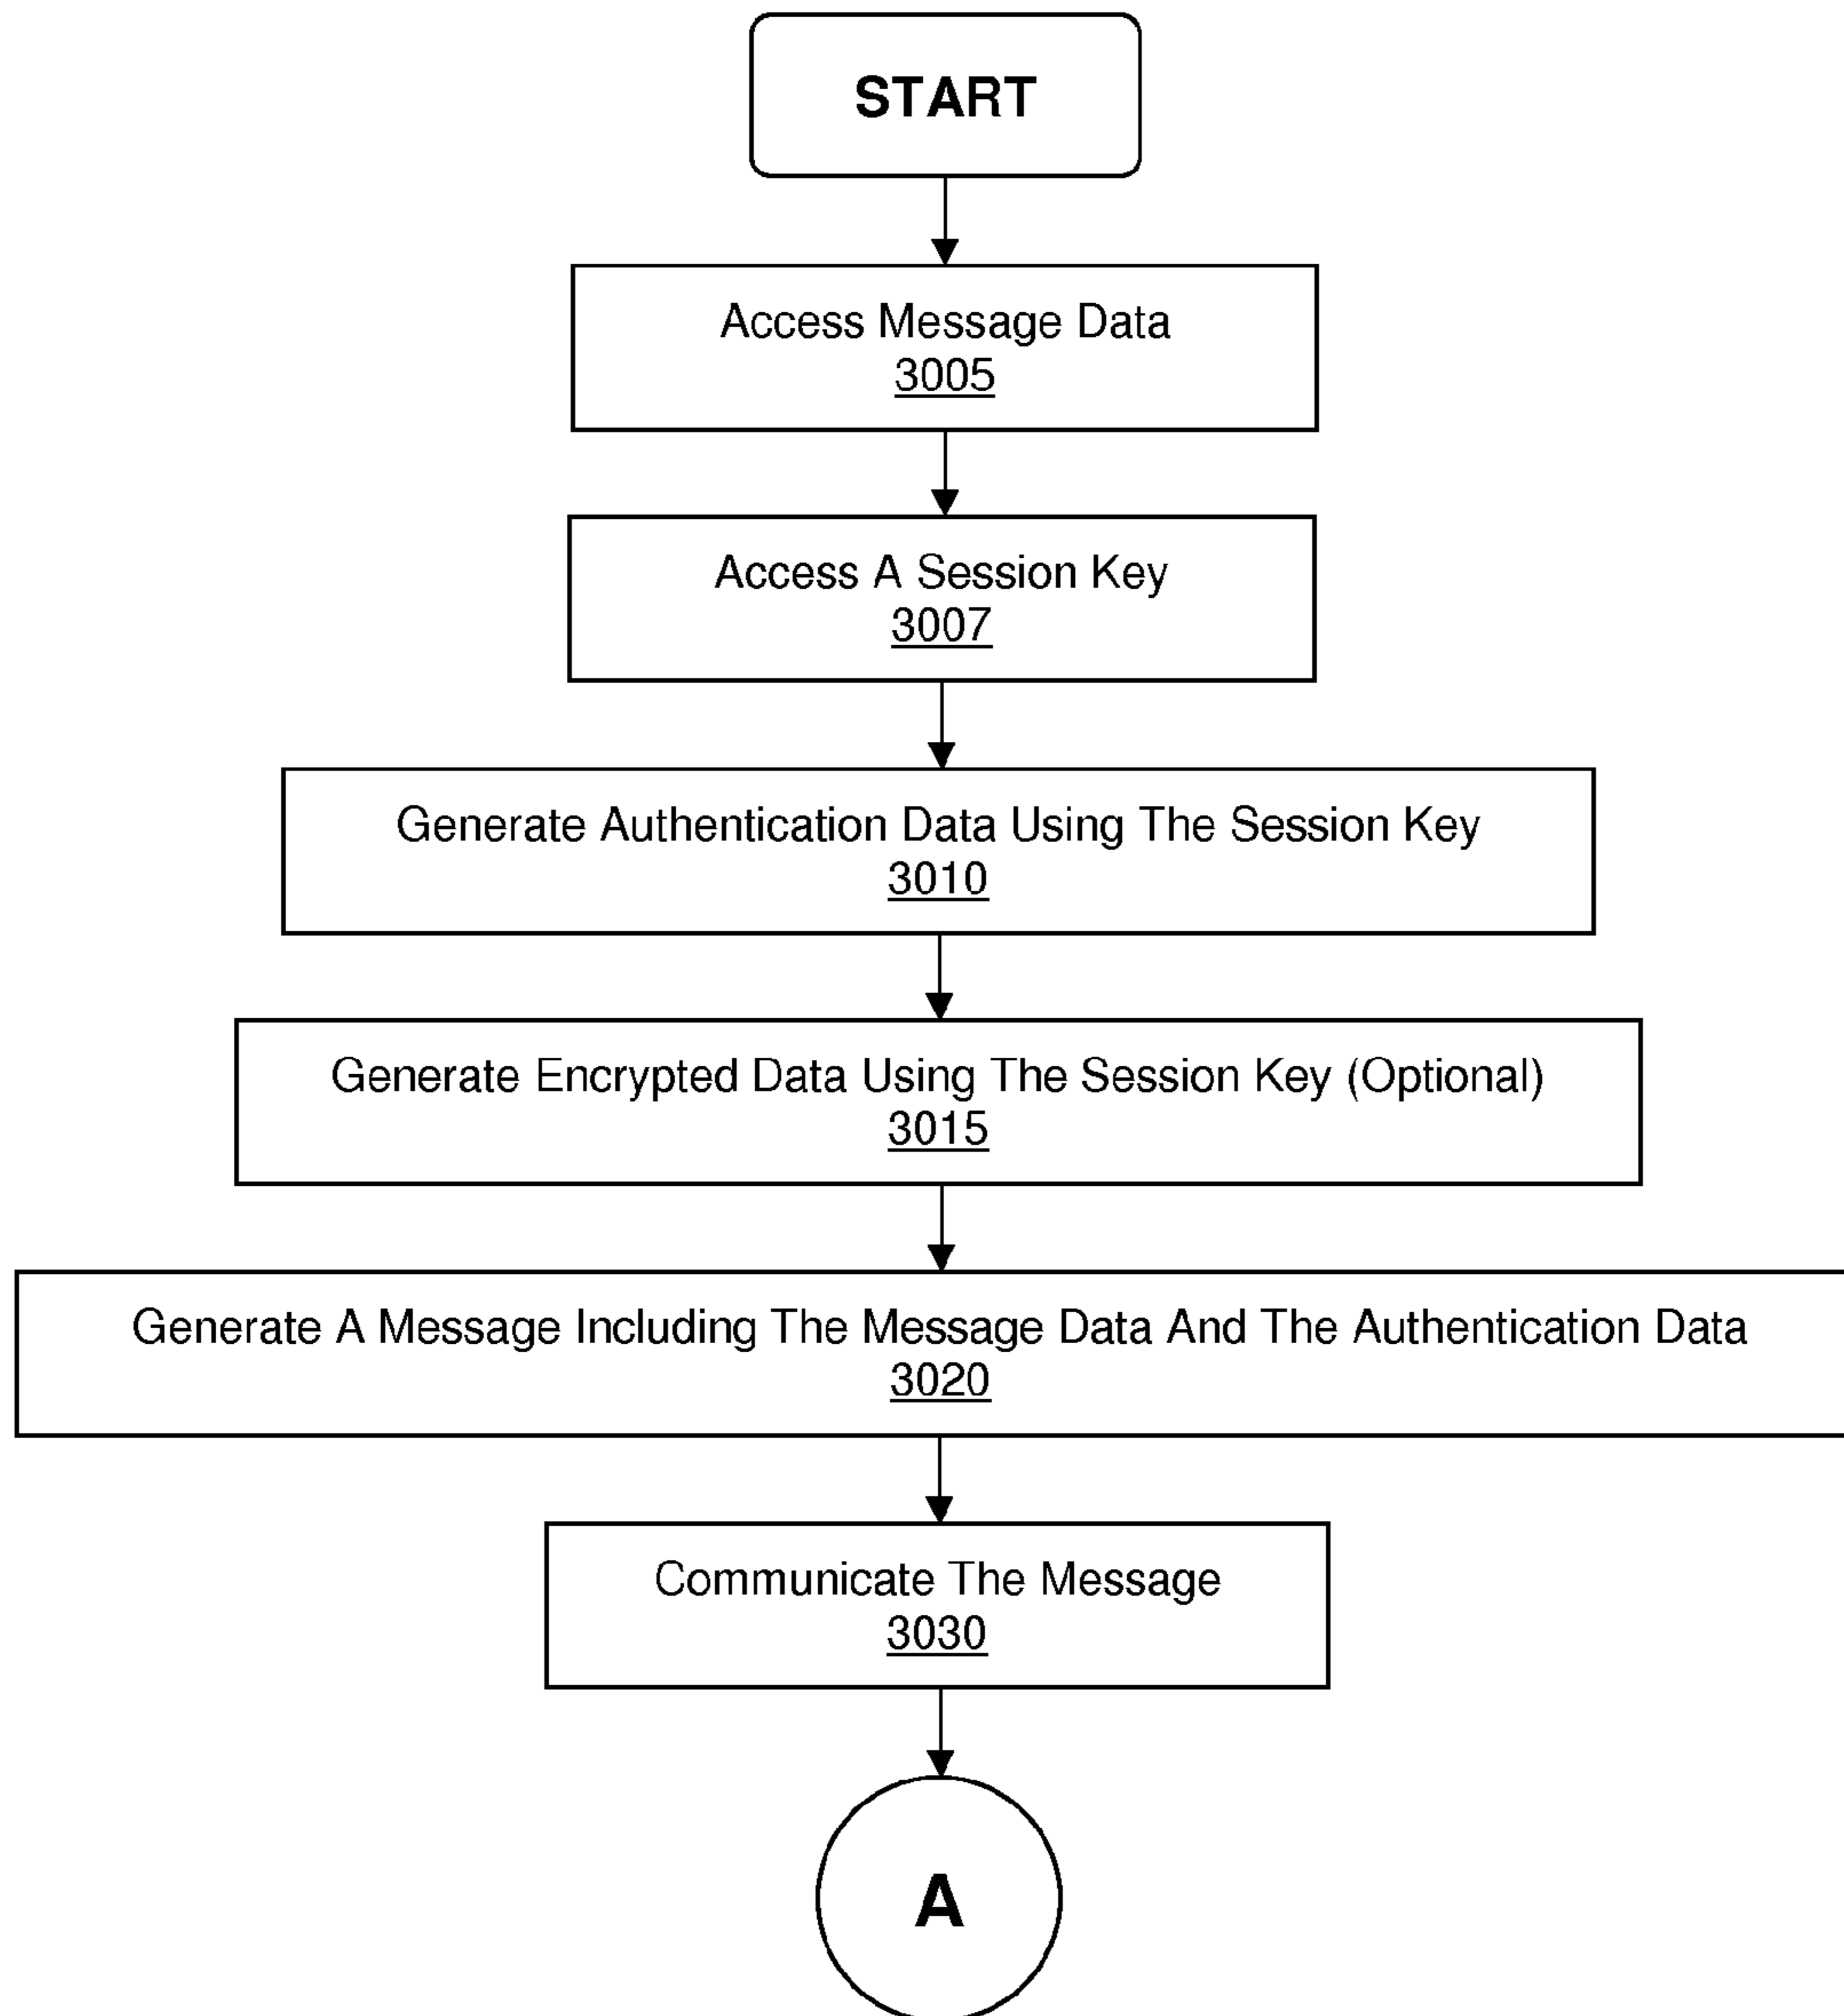 START
Access Message Data
3005
Access A Session Key
3007
Generate Authentication Data Using The Session Key
3010
Generate Encrypted Data Using The Session Key (Optional)
3015
Generate A Message Including The Message Data And The Authentication Data
3020
Communicate The Message
3030
A